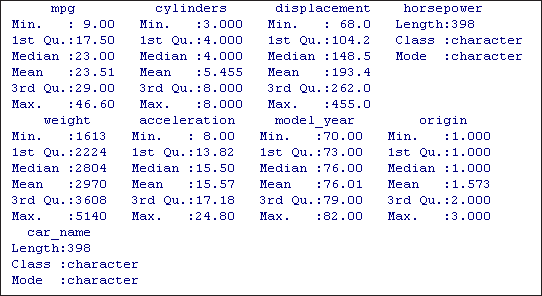 mpg          cylinders      displacement     horsepower
Min.   : 9.00   Min.   :3.000   Min.   : 68.0   Length:398
1st Qu.:17.50   1st Qu.:4.000   1st Qu.:104.2   Class :character
Median :23.00   Median :4.000   Median :148.5   Mode  :character
Mean   :23.51   Mean   :5.455   Mean   :193.4
3rd Qu.:29.00   3rd Qu.:8.000   3rd Qu.:262.0
Max.   :46.60   Max.   :8.000   Max.   :455.0
    weight      acceleration     model_year        origin
Min.   :1613   Min.   : 8.00   Min.   :70.00   Min.   :1.000
1st Qu.:2224   1st Qu.:13.82   1st Qu.:73.00   1st Qu.:1.000
Median :2804   Median :15.50   Median :76.00   Median :1.000
Mean   :2970   Mean   :15.57   Mean   :76.01   Mean   :1.573
3rd Qu.:3608   3rd Qu.:17.18   3rd Qu.:79.00   3rd Qu.:2.000
Max.   :5140   Max.   :24.80   Max.   :82.00   Max.   :3.000
  car_name
Length:398
Class :character
Mode  :character